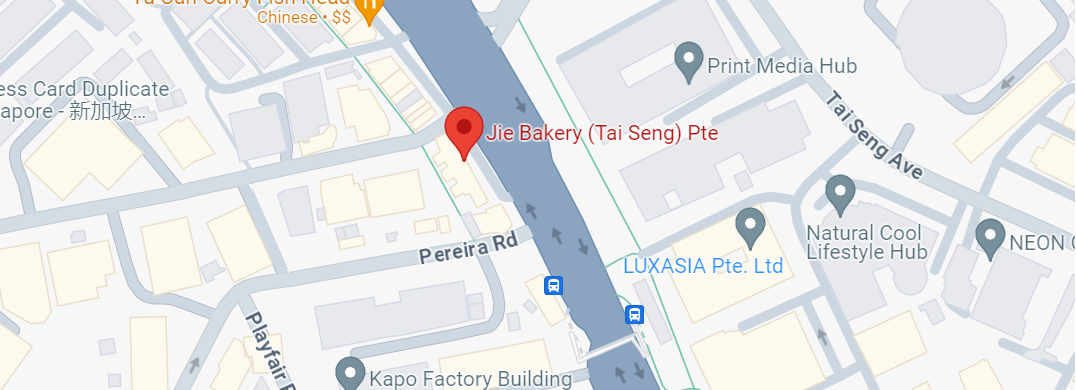 Chinese • $$
ess Card Duplicate
apore - 新加坡...
Print Media Hub
Jie Bakery (Tai Seng) Pte
Tai Seng Ave
Natural Cool
Lifestyle Hub
NEON
Pereira Rd
LUXASIA Pte. Ltd
Playfair
Kapo Factory Building